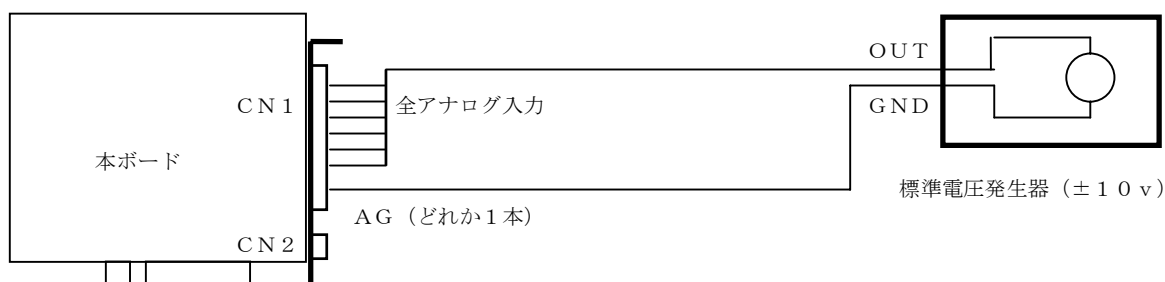 OUT
CN1
全アナログ入力
GND
本ボード
標準電圧発生器（±１０ｖ）
AG（どれか１本）
CN2